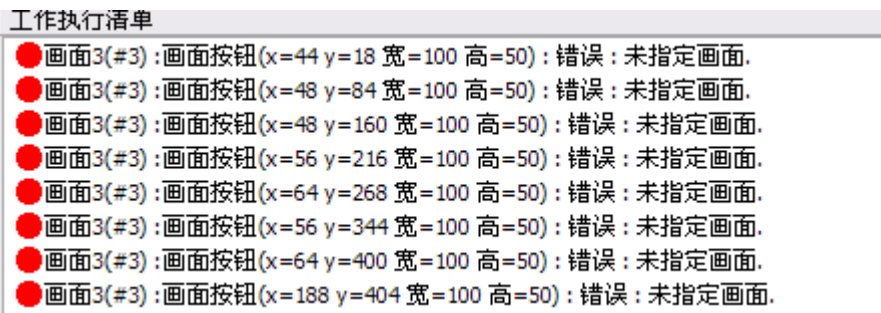 工作执行清单
画面3(#3) :画面按钮(x=44 y=18 宽=100 高=50) : 错误 : 未指定画面.
画面3(#3) :画面按钮(x=48 y=84 宽=100 高=50) : 错误 : 未指定画面.
画面3(#3) :画面按钮(x=48 y=160 宽=100 高=50) : 错误 : 未指定画面.
画面3(#3) :画面按钮(x=56 y=216 宽=100 高=50) : 错误 : 未指定画面.
画面3(#3) :画面按钮(x=64 y=268 宽=100 高=50) : 错误 : 未指定画面.
画面3(#3) :画面按钮(x=56 y=344 宽=100 高=50) : 错误 : 未指定画面.
画面3(#3) :画面按钮(x=64 y=400 宽=100 高=50) : 错误 : 未指定画面.
画面3(#3) :画面按钮(x=188 y=404 宽=100 高=50) : 错误 : 未指定画面.